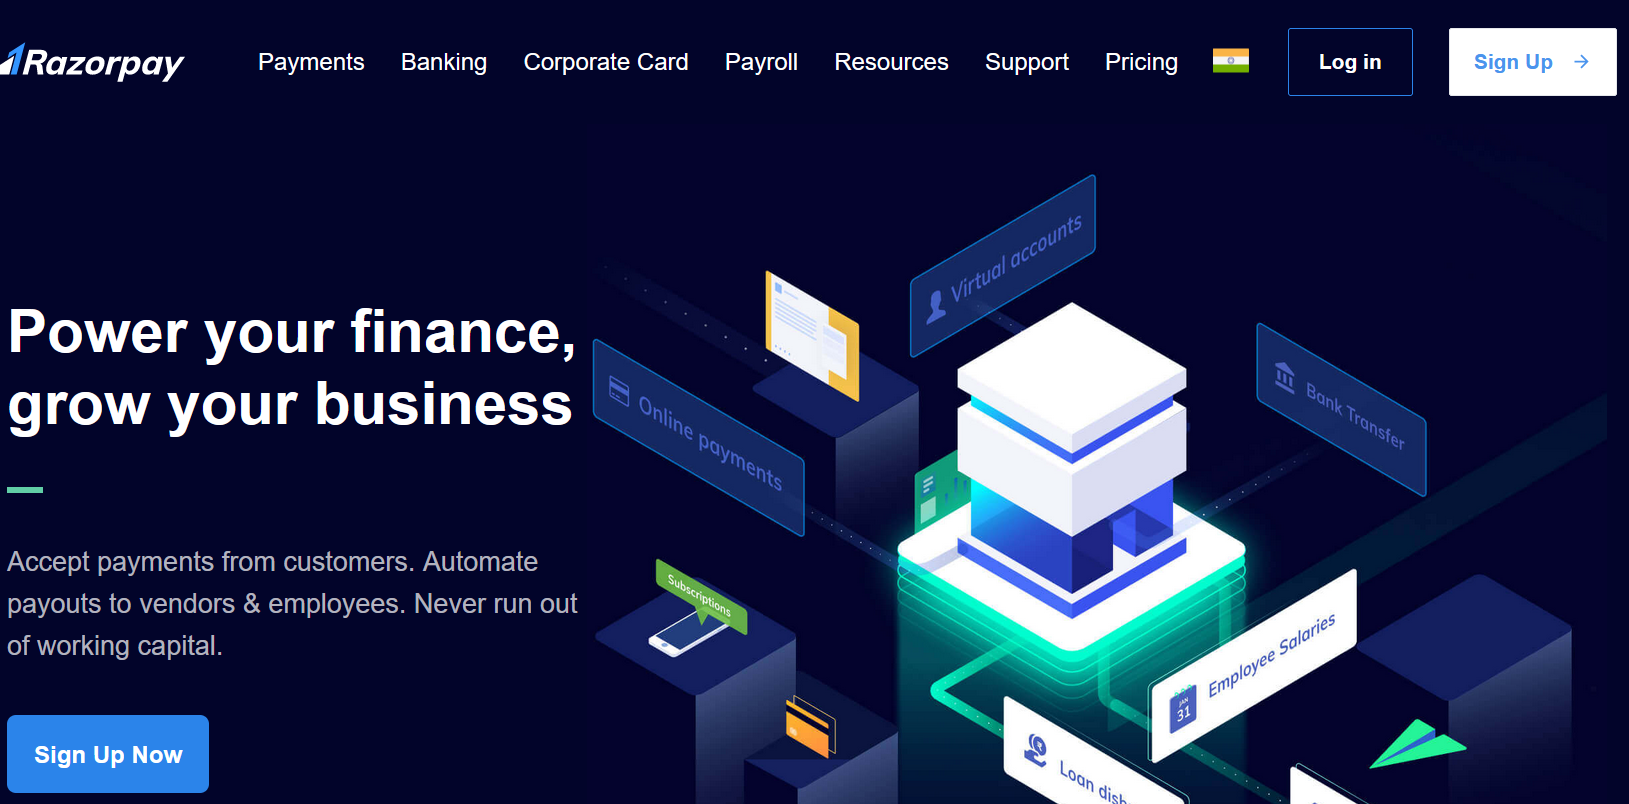 Razorpay
Payments
Banking
Corporate Card
Payroll
Resources
Support
Pricing
Log in
Sign Up
Power your finance,
grow your business
Accept payments from customers. Automate
payouts to vendors & employees. Never run out
of working capital.
Sign Up Now
Virtual accounts
Online payments
Bank Transfer
Subscriptions
Employee Salaries
JAN
31
Loan